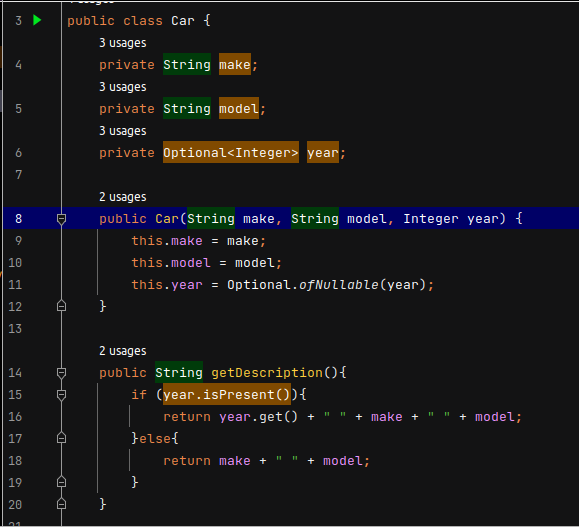 3 public class Car {
3 usages
4 private String make;
3 usages
5 private String model;
3 usages
6 private Optional<Integer> year;
7
2 usages
8 public Car(String make, String model, Integer year) {
9 this.make = make;
10 this.model = model;
11 this.year = Optional.ofNullable(year);
12 }
13
2 usages
14 public String getDescription(){
15 if (year.isPresent()){
16 return year.get() + " " + make + " " + model;
17 }else{
18 return make + " " + model;
19 }
20 }
21